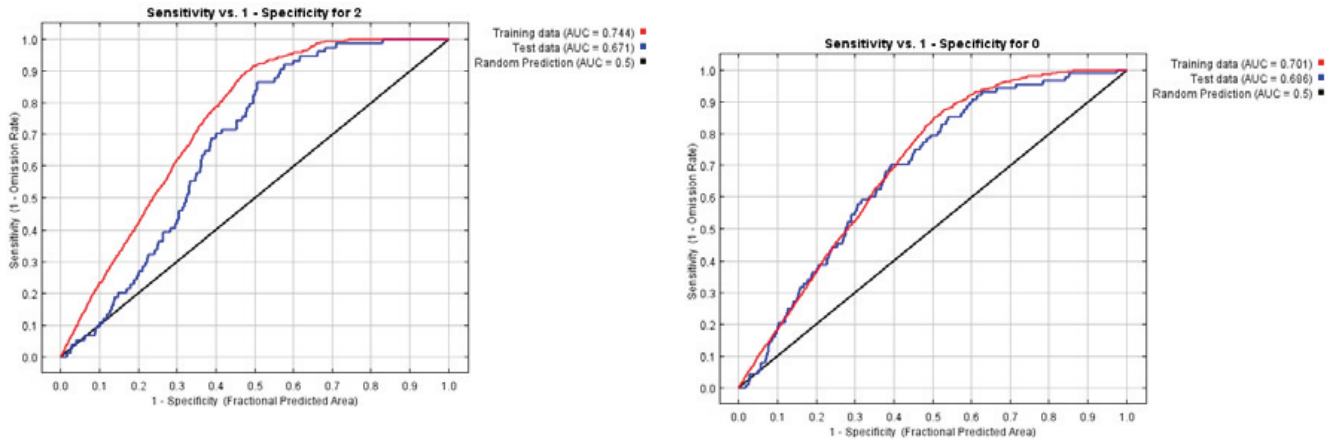 Sensitivity vs. 1 - Specificity for 2
Training data (AUC = 0.744)
Test data (AUC = 0.671)
Random Prediction (AUC = 0.5)
Sensitivity (1 - Omission Rate)
1.0
0.9
0.8
0.7
0.6
0.5
0.4
0.3
0.2
0.1
0.0
0.0 0.1 0.2 0.3 0.4 0.5 0.6 0.7 0.8 0.9 1.0
1 - Specificity (Fractional Predicted Area)
Sensitivity vs. 1 - Specificity for 0
Training data (AUC = 0.701)
Test data (AUC = 0.686)
Random Prediction (AUC = 0.5)
Sensitivity (1 - Omission Rate)
1.0
0.9
0.8
0.7
0.6
0.5
0.4
0.3
0.2
0.1
0.0
0.0 0.1 0.2 0.3 0.4 0.5 0.6 0.7 0.8 0.9 1.0
1 - Specificity (Fractional Predicted Area)